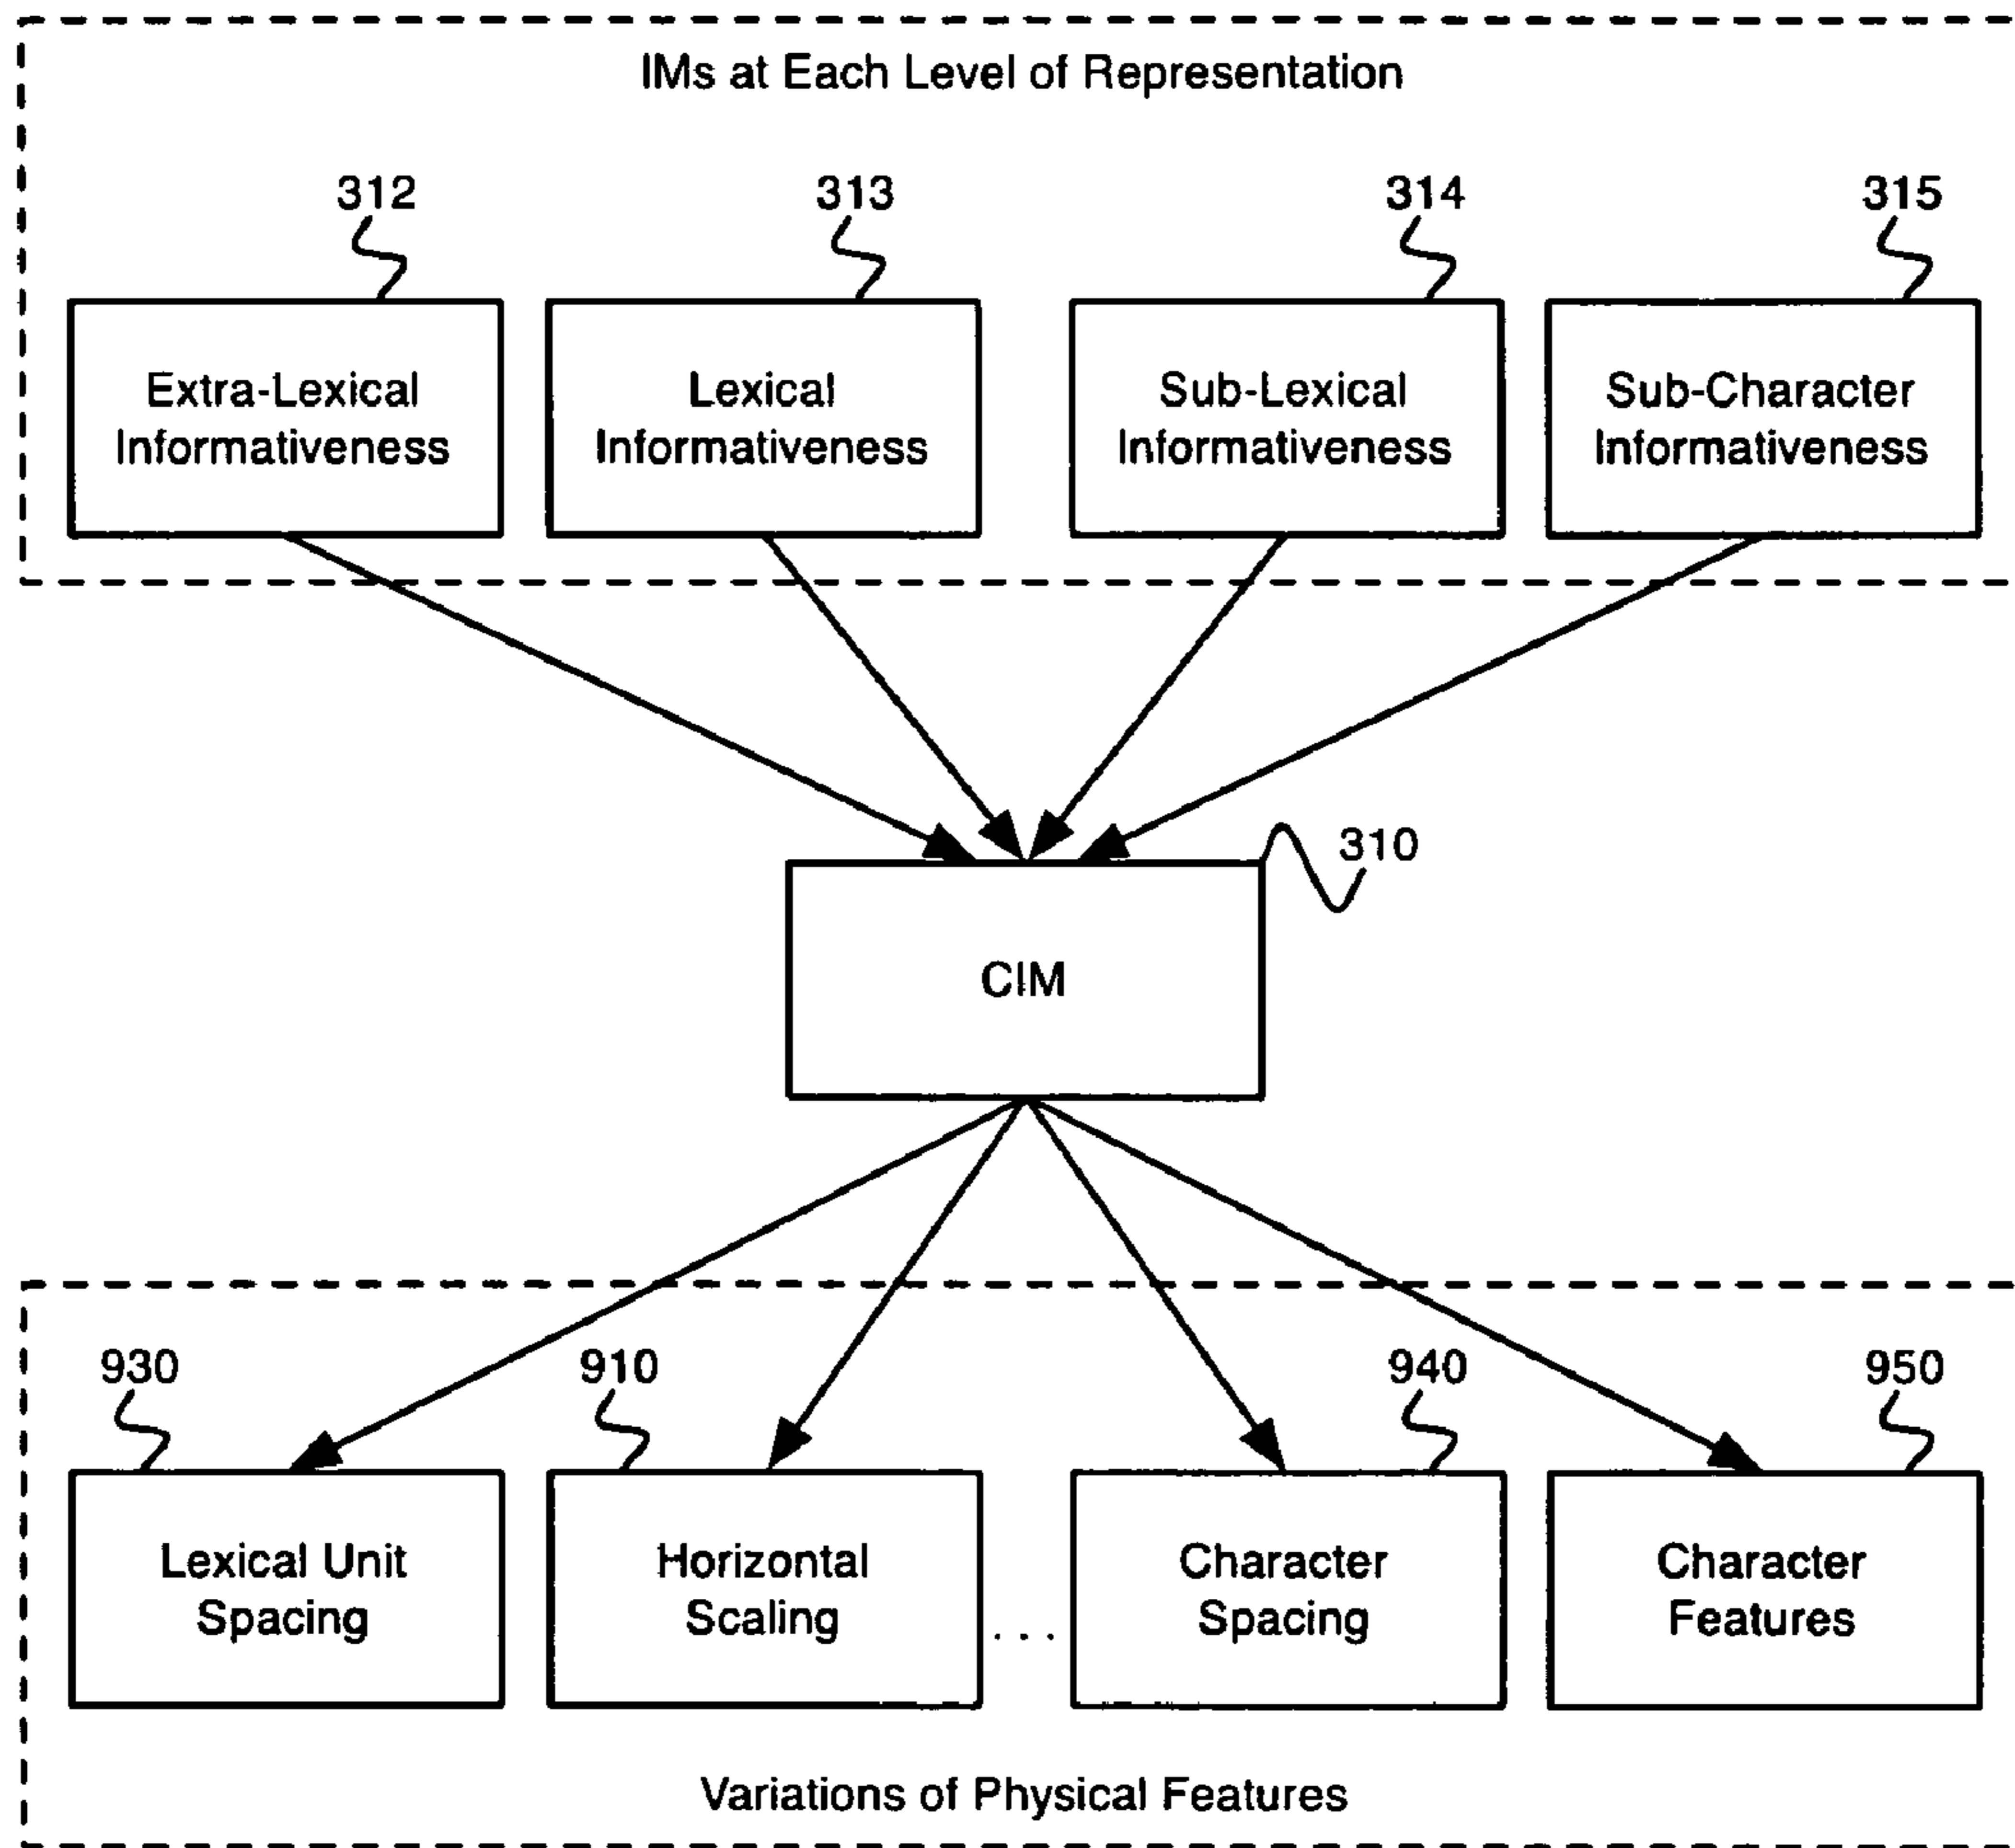 IMs at Each Level of Representation
312
313
314
315
Extra-Lexical
Informativeness
Lexical
Informativeness
Sub-Lexical
Informativeness
Sub-Character
Informativeness
310
CIM
930
910
940
950
Lexical Unit
Spacing
Horizontal
Scaling
...
Character
Spacing
Character
Features
Variations of Physical Features